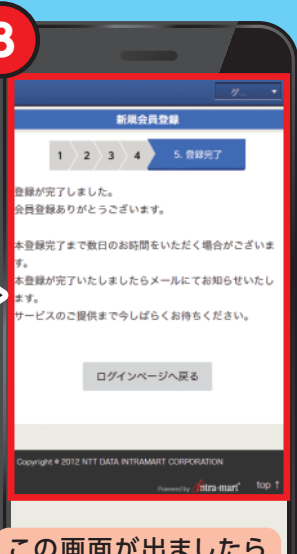 3
グ...
新規会員登録
1 2 3 4 5. 登録完了
登録が完了しました。
会員登録ありがとうございます。
本登録完了まで数日のお時間をいただく場合がございま
す。
本登録が完了いたしましたらメールにてお知らせいたし
ます。
サービスのご提供まで今しばらくお待ちください。
ログインページへ戻る
Copyright © 2012 NTT DATA INTRAMART CORPORATION
Powered by intra-mart top ↑
この画面が出ましたら